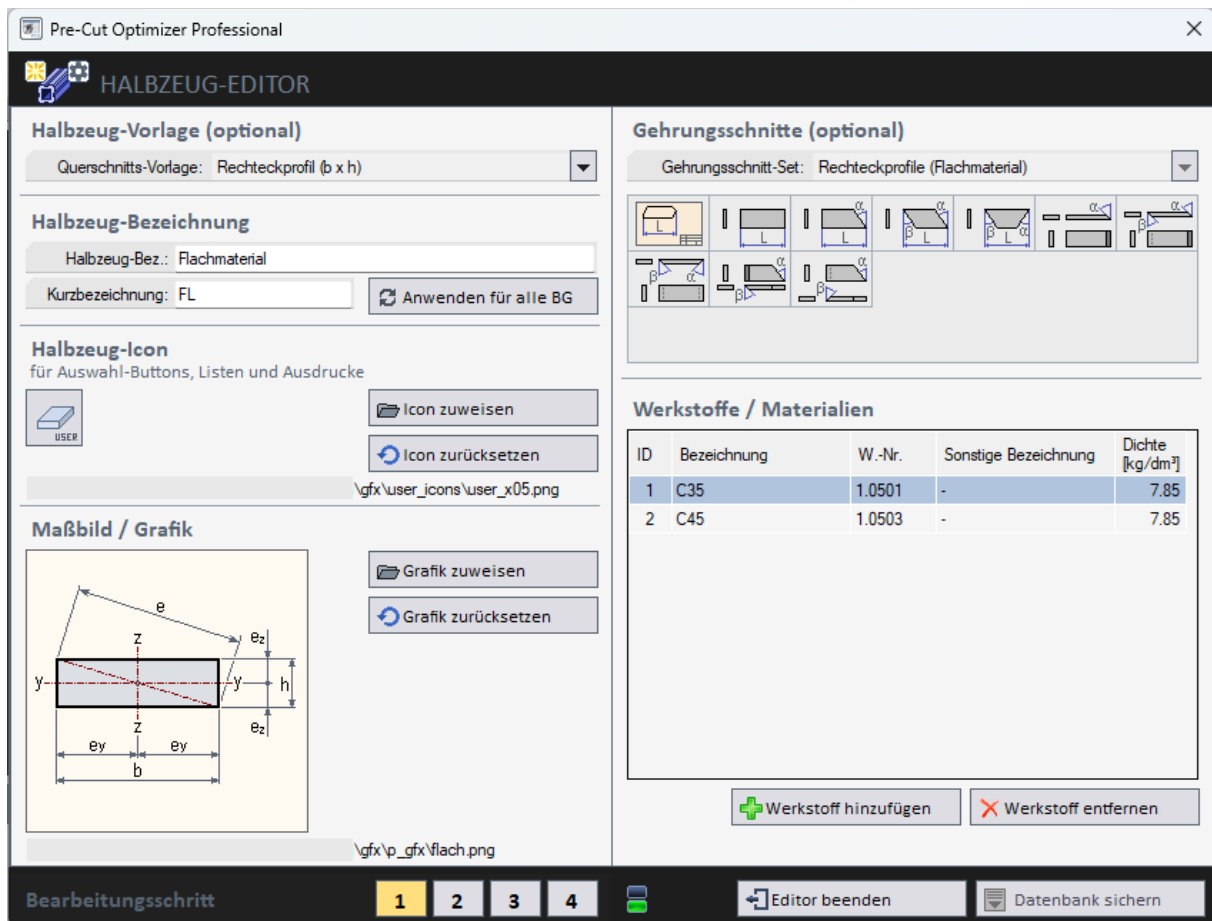 Pre-Cut Optimizer Professional
HALBZEUG-EDITOR
Halbzeug-Vorlage (optional)
Querschnitts-Vorlage: Rechteckprofil (b x h)
Halbzeug-Bezeichnung
Halbzeug-Bez.: Flachmaterial
Kurzbezeichnung: FL
Anwenden für alle BG
Halbzeug-Icon
für Auswahl-Buttons, Listen und Ausdrucke
USER
Icon zuweisen
Icon zurücksetzen
\gfx\user_icons\user_x05.png
Maßbild / Grafik
Grafik zuweisen
Grafik zurücksetzen
e
z
ez
y
y
h
z
ez
ey ey
b
\gfx\p_gfx\flach.png
Gehrungsschnitte (optional)
Gehrungsschnitt-Set: Rechteckprofile (Flachmaterial)
L L L α β L β L α α β α
β α β α β α
Werkstoffe / Materialien
ID Bezeichnung W.-Nr. Sonstige Bezeichnung Dichte [kg/dm³]
1 C35 1.0501 - 7.85
2 C45 1.0503 - 7.85
Werkstoff hinzufügen
Werkstoff entfernen
Bearbeitungsschritt 1 2 3 4
Editor beenden
Datenbank sichern